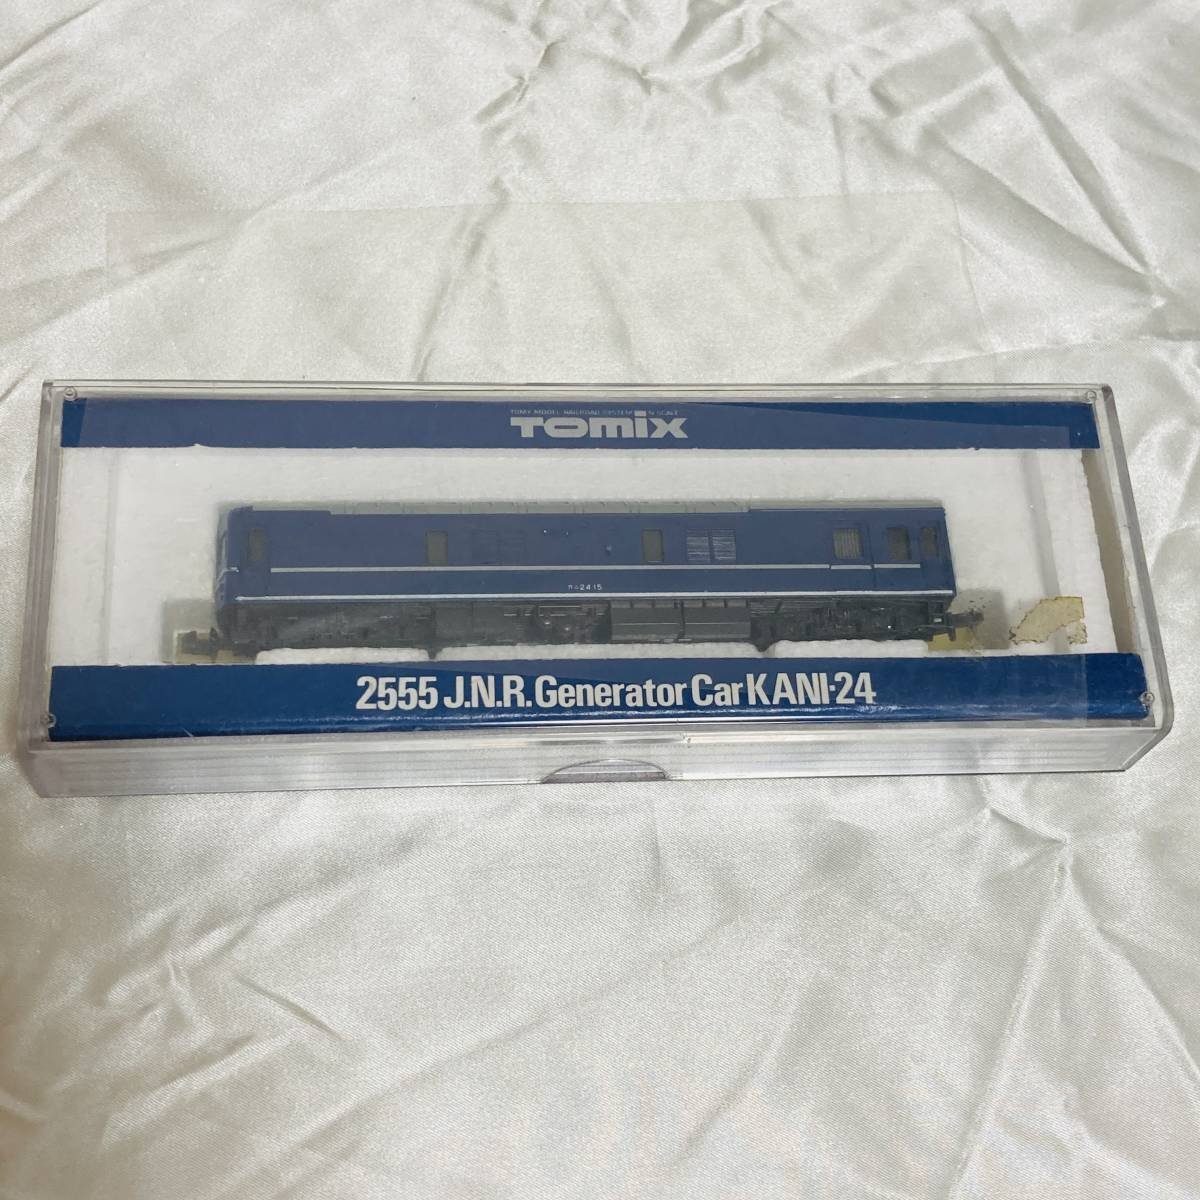 TOMY MODEL RAILROAD SYSTEM N SCALE
TOMIX
カニ24 15
2555 J.N.R. Generator Car KANI-24